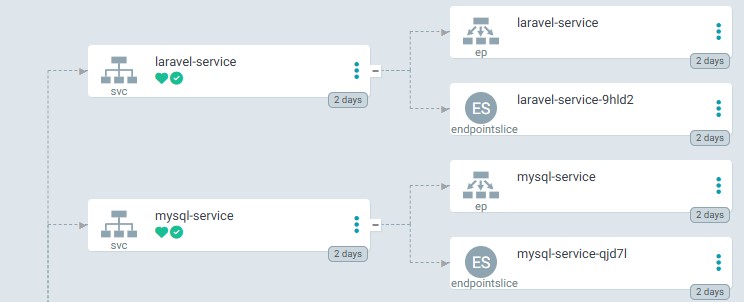 laravel-service
svc
2 days
laravel-service
ep
2 days
ES
laravel-service-9hld2
endpointslice
2 days
mysql-service
svc
2 days
mysql-service
ep
2 days
ES
mysql-service-qjd7l
endpointslice
2 days